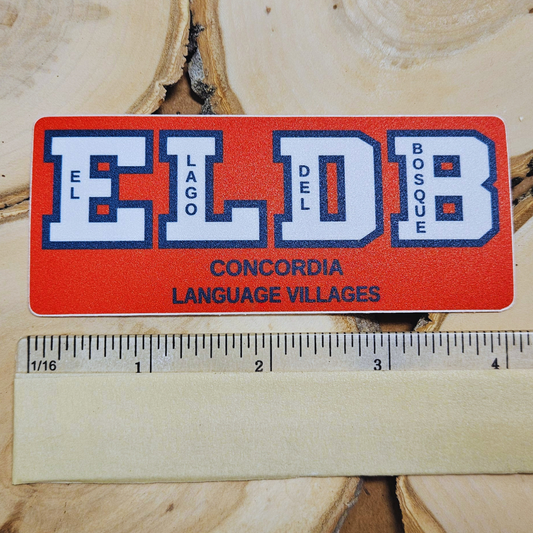 ELDB
EL
LAGO
DEL
BOSQUE
CONCORDIA
LANGUAGE VILLAGES
1/16 1 2 3 4